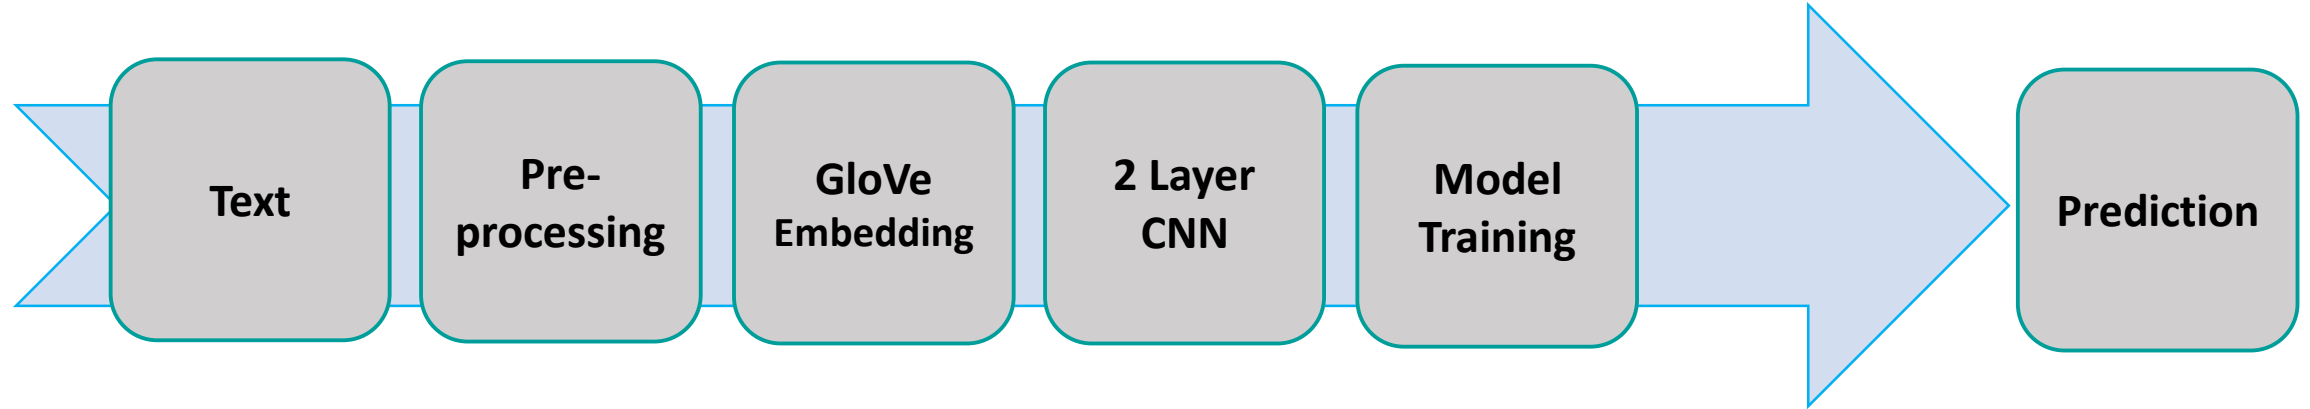 Text
Pre-
processing
GloVe
Embedding
2 Layer
CNN
Model
Training
Prediction